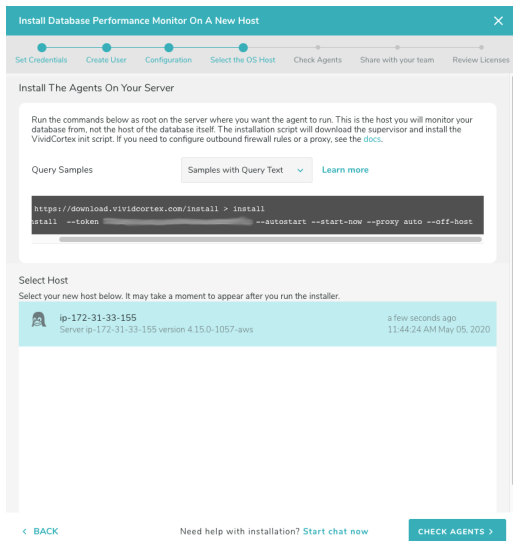 Install Database Performance Monitor On A New Host
Set Credentials Create User Configuration Select the OS Host Check Agents Share with your team Review Licenses
Install The Agents On Your Server
Run the commands below as root on the server where you want the agent to run. This is the host you will monitor your
database from, not the host of the database itself. The installation script will download the supervisor and install the
VividCortex init script. If you need to configure outbound firewall rules or a proxy, see the docs.
Query Samples Samples with Query Text Learn more
https://download.vividcortex.com/install > install
nstall --token --autostart --start-now --proxy auto --off-host
Select Host
Select your new host below. It may take a moment to appear after you run the installer.
ip-172-31-33-155 a few seconds ago
Server ip-172-31-33-155 version 4.15.0-1057-aws 11:44:24 AM May 05, 2020
< BACK Need help with installation? Start chat now CHECK AGENTS >